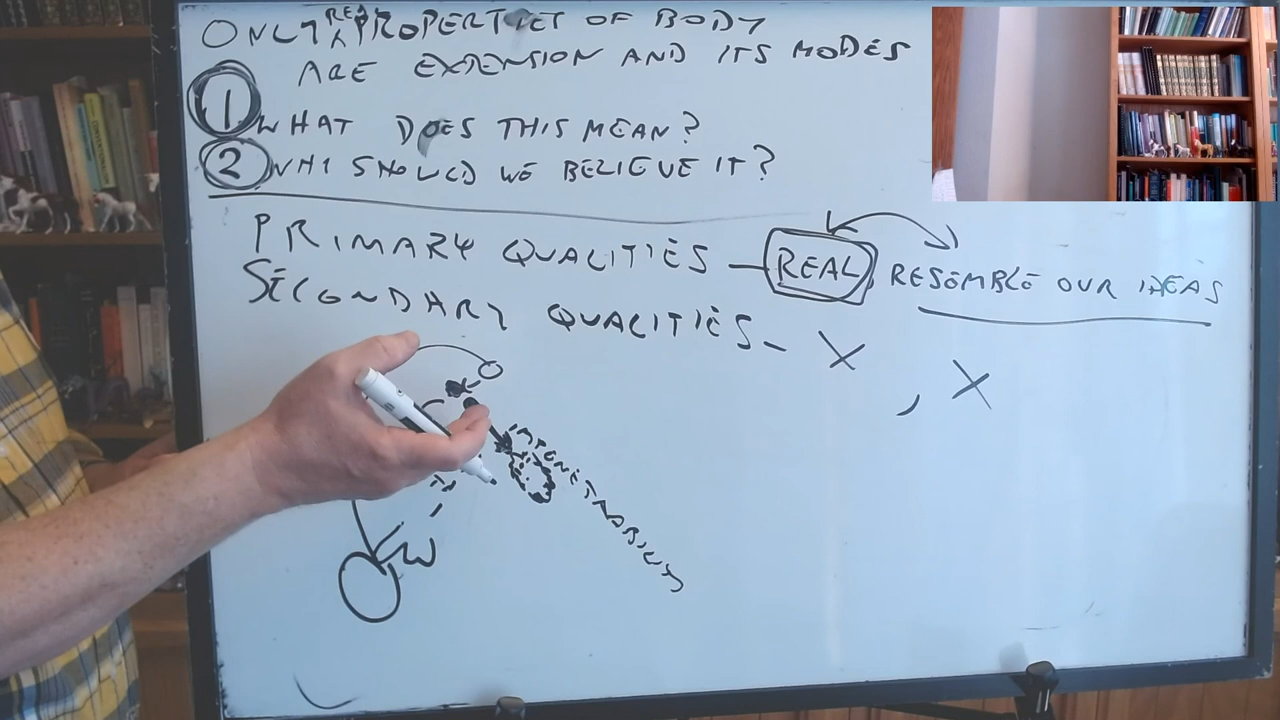 ONLY REAL PROPERTIES OF BODY
ARE EXTENSION AND ITS MODES
1 WHAT DOES THIS MEAN?
2 WHY SHOULD WE BELIEVE IT?
PRIMARY QUALITIES — REAL, RESEMBLE OUR IDEAS
SECONDARY QUALITIES - X , X
IMPENETRABILITY